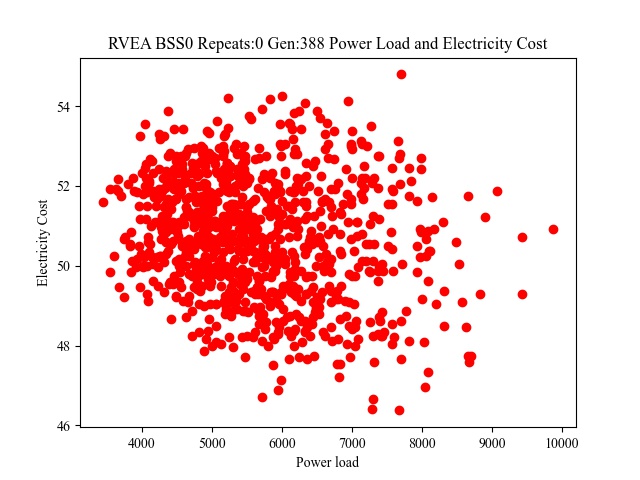 RVEA BSS0 Repeats:0 Gen:388 Power Load and Electricity Cost
54
52
50
48
46
Electricity Cost
4000 5000 6000 7000 8000 9000 10000
Power load